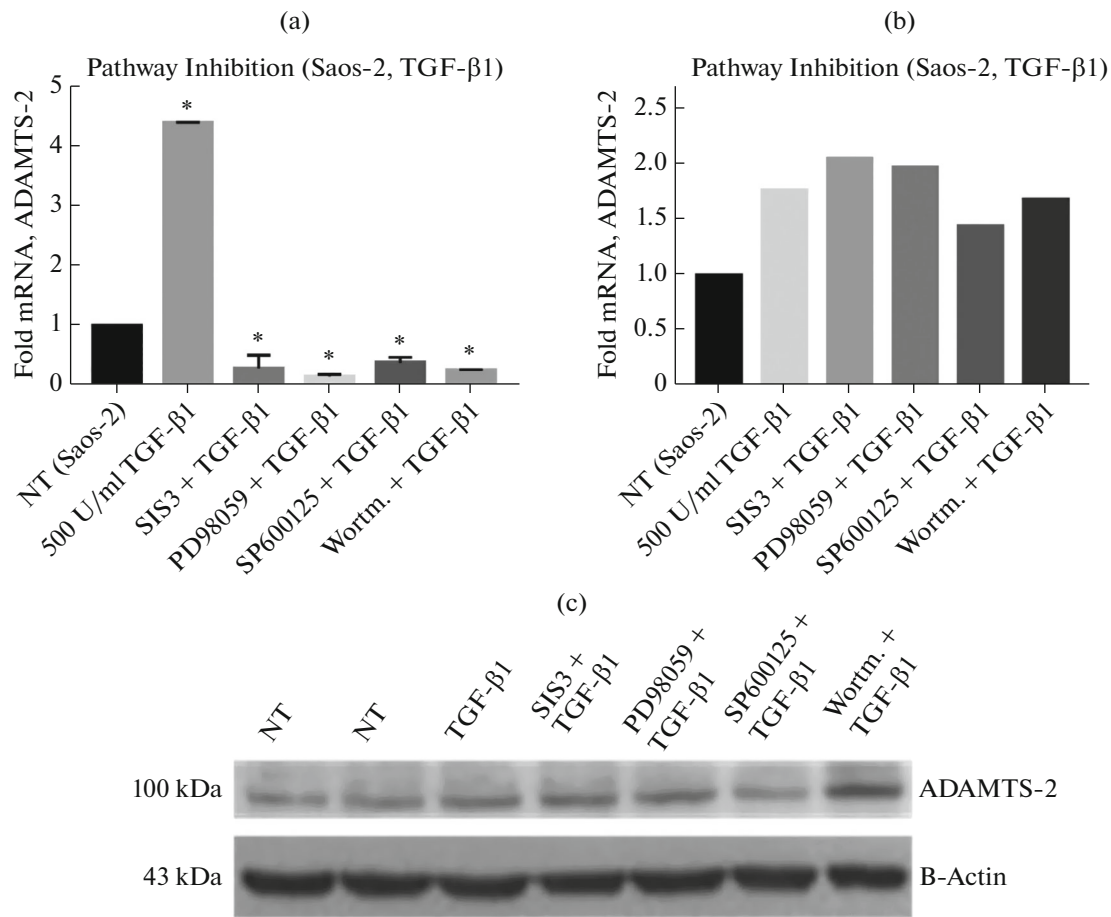 (a)
Pathway Inhibition (Saos-2, TGF-β1)
Fold mRNA, ADAMTS-2
5
4
3
2
1
0
*
*
*
*
*
NT (Saos-2)
500 U/ml TGF-β1
SIS3 + TGF-β1
PD98059 + TGF-β1
SP600125 + TGF-β1
Wortm. + TGF-β1
(b)
Pathway Inhibition (Saos-2, TGF-β1)
Fold mRNA, ADAMTS-2
2.5
2.0
1.5
1.0
0.5
0
NT (Saos-2)
500 U/ml TGF-β1
SIS3 + TGF-β1
PD98059 + TGF-β1
SP600125 + TGF-β1
Wortm. + TGF-β1
(c)
NT
NT
TGF-β1
SIS3 +
TGF-β1
PD98059 +
TGF-β1
SP600125 +
TGF-β1
Wortm. +
TGF-β1
100 kDa
ADAMTS-2
43 kDa
B-Actin